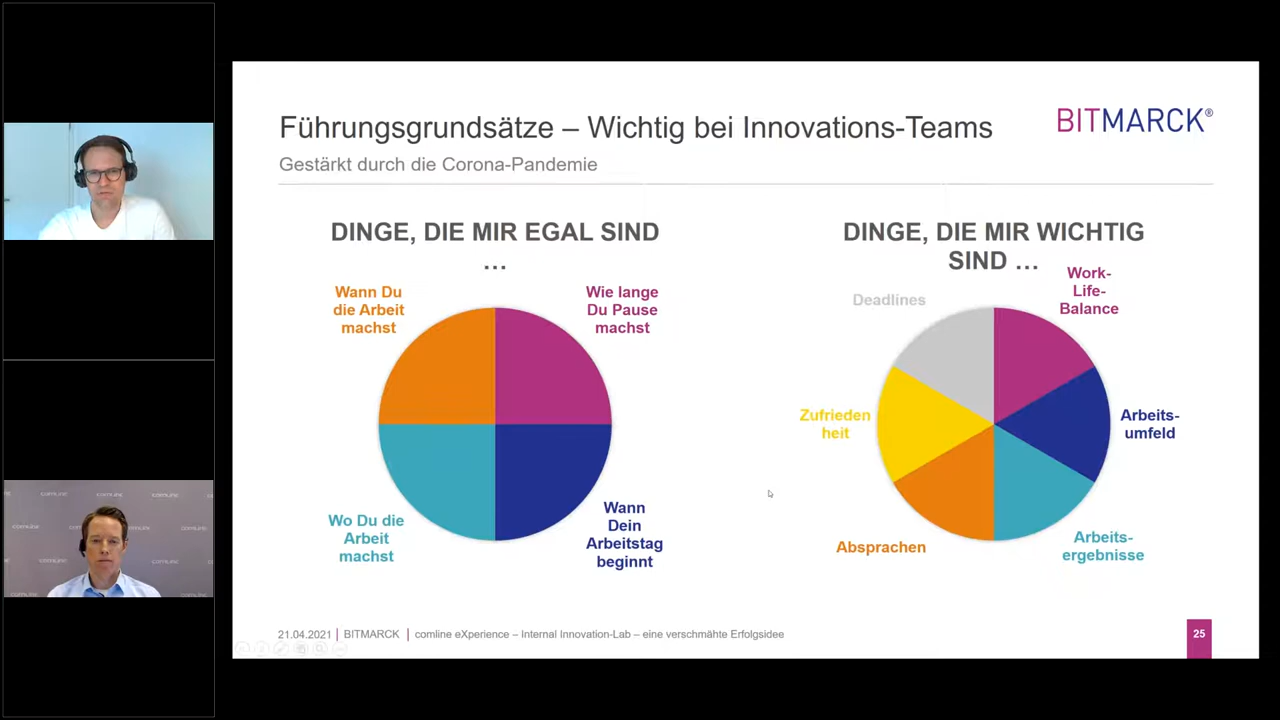 Führungsgrundsätze – Wichtig bei Innovations-Teams
BITMARCK®
Gestärkt durch die Corona-Pandemie
DINGE, DIE MIR EGAL SIND
…
Wann Du
die Arbeit
machst
Wie lange
Du Pause
machst
Wo Du die
Arbeit
machst
Wann
Dein
Arbeitstag
beginnt
DINGE, DIE MIR WICHTIG
SIND …
Deadlines
Work-
Life-
Balance
Zufrieden
heit
Arbeits-
umfeld
Absprachen
Arbeits-
ergebnisse
21.04.2021 | BITMARCK | comline eXperience – Internal Innovation-Lab – eine verschmähte Erfolgsidee
25
comline